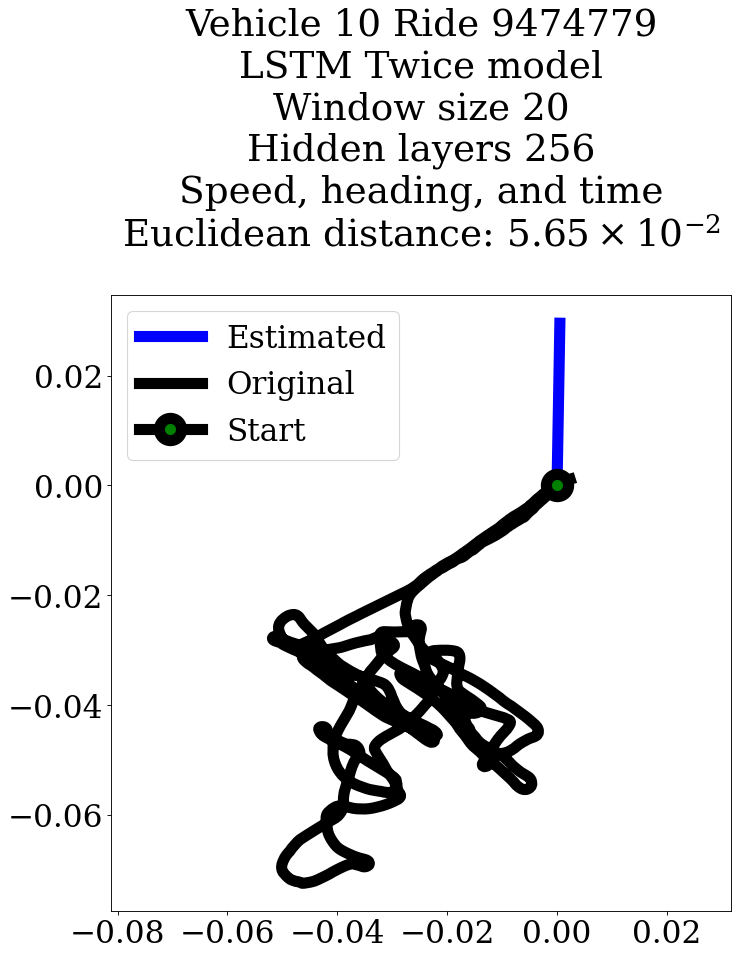 Vehicle 10 Ride 9474779
LSTM Twice model
Window size 20
Hidden layers 256
Speed, heading, and time
Euclidean distance: 5.65 × 10⁻²
Estimated
Original
Start
0.02
0.00
−0.02
−0.04
−0.06
−0.08 −0.06 −0.04 −0.02 0.00 0.02